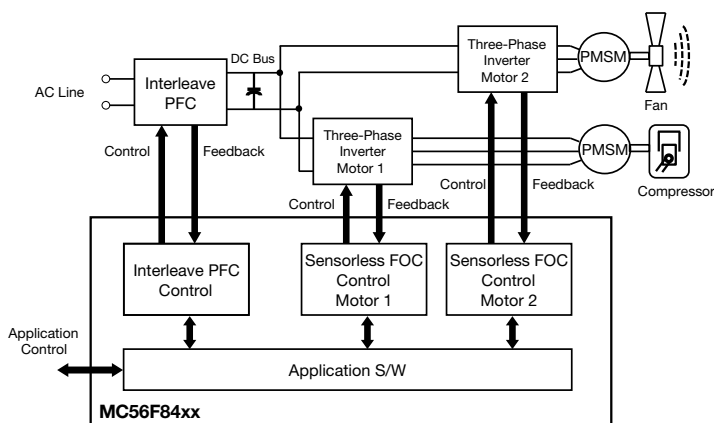 AC Line
Interleave
PFC
DC Bus
Three-Phase
Inverter
Motor 2
PMSM
Fan
Three-Phase
Inverter
Motor 1
PMSM
Compressor
Control
Feedback
Control
Feedback
Control
Feedback
Interleave PFC
Control
Sensorless FOC
Control
Motor 1
Sensorless FOC
Control
Motor 2
Application
Control
Application S/W
MC56F84xx